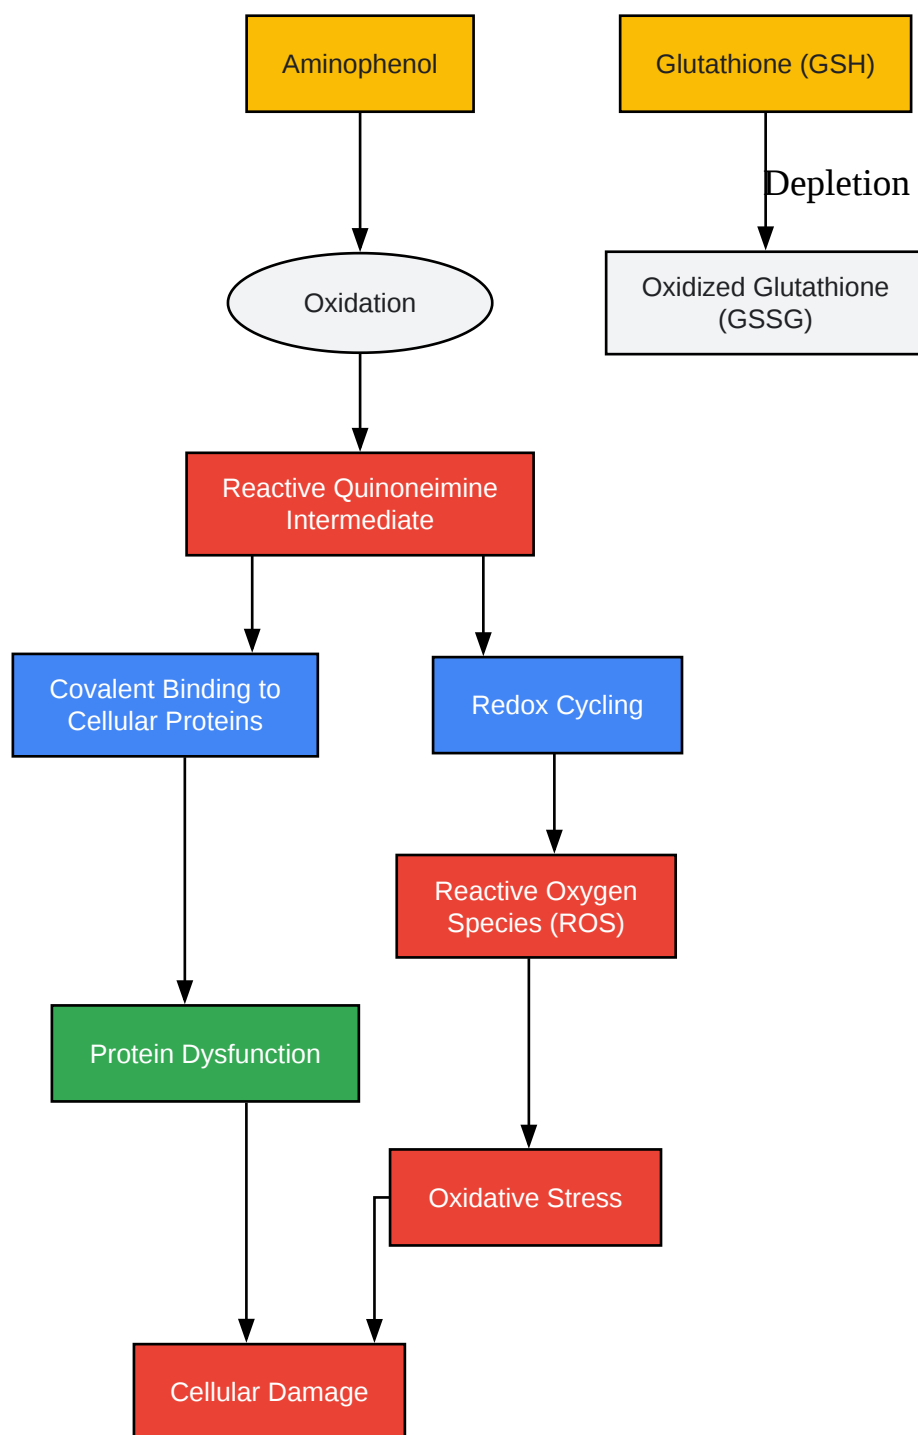 Aminophenol
Glutathione (GSH)
Depletion
Oxidation
Oxidized Glutathione
(GSSG)
Reactive Quinoneimine
Intermediate
Covalent Binding to
Cellular Proteins
Redox Cycling
Reactive Oxygen
Species (ROS)
Protein Dysfunction
Oxidative Stress
Cellular Damage